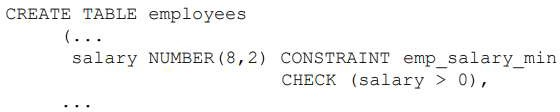 CREATE TABLE employees
(...
salary NUMBER(8,2) CONSTRAINT emp_salary_min
CHECK (salary > 0),
...